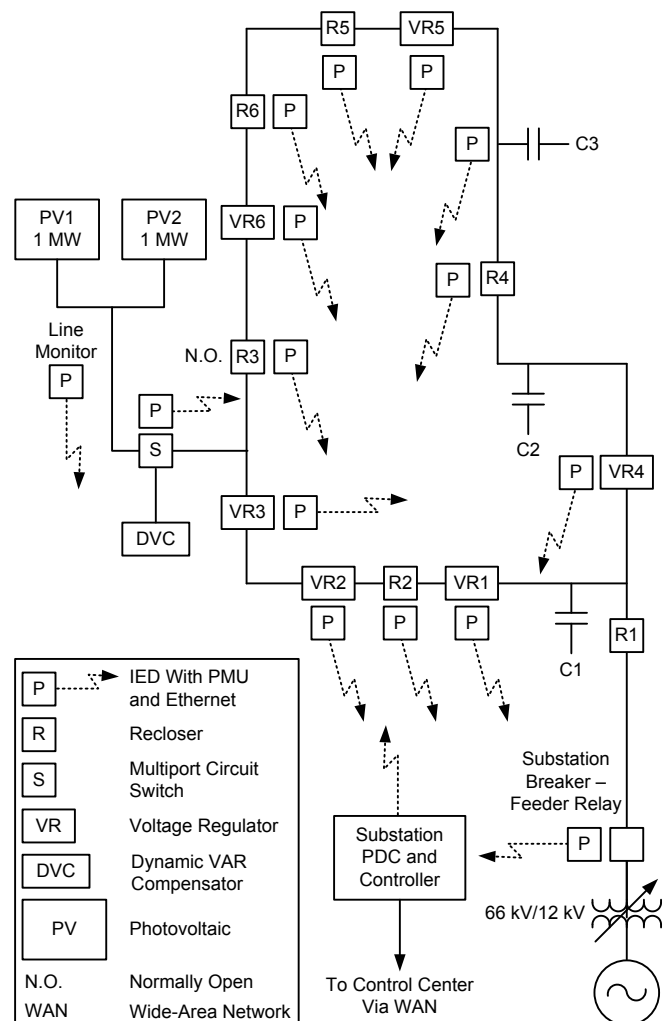 R5
VR5
P
P
R6
P
P
C3
PV1
1 MW
PV2
1 MW
VR6
P
P
R4
Line
Monitor
P
N.O.
R3
P
P
S
C2
P
VR4
DVC
VR3
P
VR2
R2
VR1
P
P
P
C1
R1
P
IED With PMU
and Ethernet
R
Recloser
S
Multiport Circuit
Switch
VR
Voltage Regulator
DVC
Dynamic VAR
Compensator
PV
Photovoltaic
N.O.
Normally Open
WAN
Wide-Area Network
Substation
Breaker –
Feeder Relay
P
Substation
PDC and
Controller
66 kV/12 kV
To Control Center
Via WAN